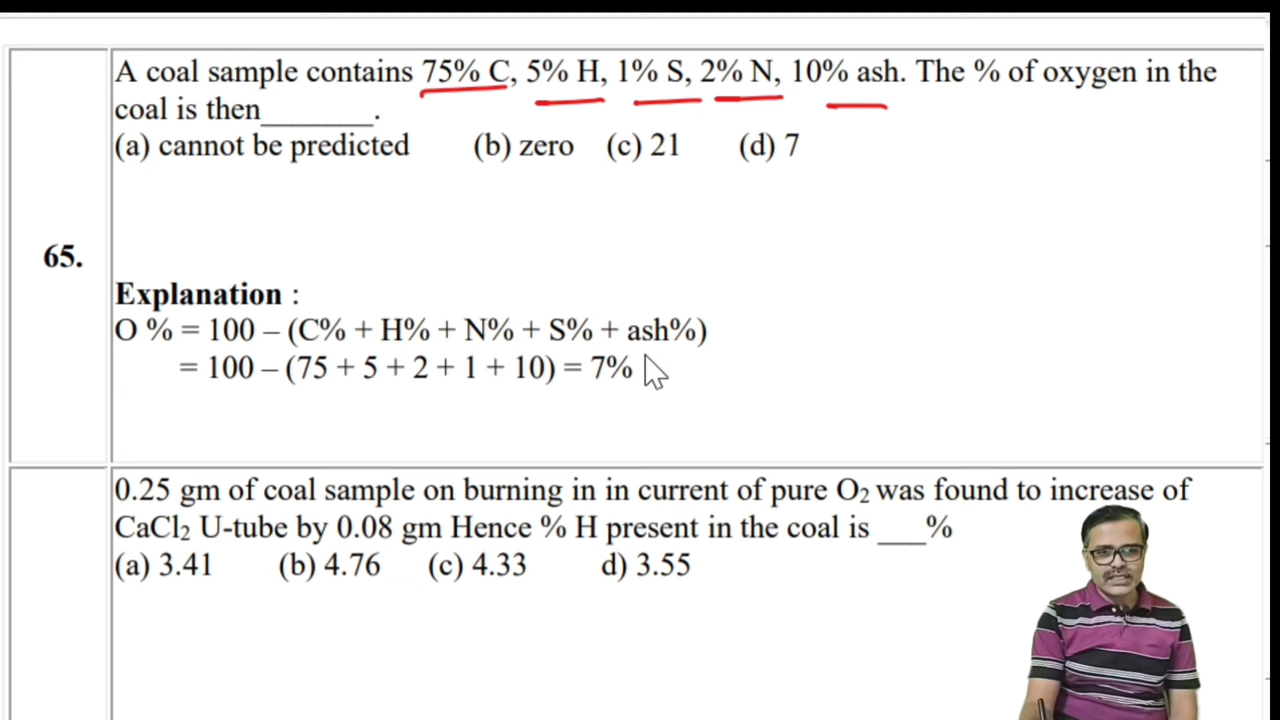 A coal sample contains 75% C, 5% H, 1% S, 2% N, 10% ash. The % of oxygen in the
coal is then________.
(a) cannot be predicted (b) zero (c) 21 (d) 7
65.
Explanation :
O % = 100 – (C% + H% + N% + S% + ash%)
= 100 – (75 + 5 + 2 + 1 + 10) = 7%
0.25 gm of coal sample on burning in in current of pure O₂ was found to increase of
CaCl₂ U-tube by 0.08 gm Hence % H present in the coal is ___%
(a) 3.41 (b) 4.76 (c) 4.33 d) 3.55